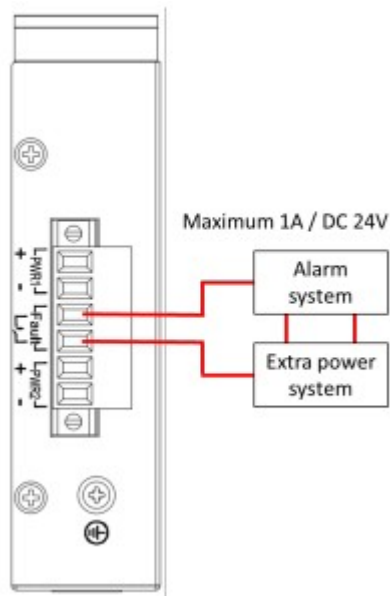 Maximum 1A / DC 24V
Alarm
system
Extra power
system
+ PWR1 -
Fault
+ PWR2 -